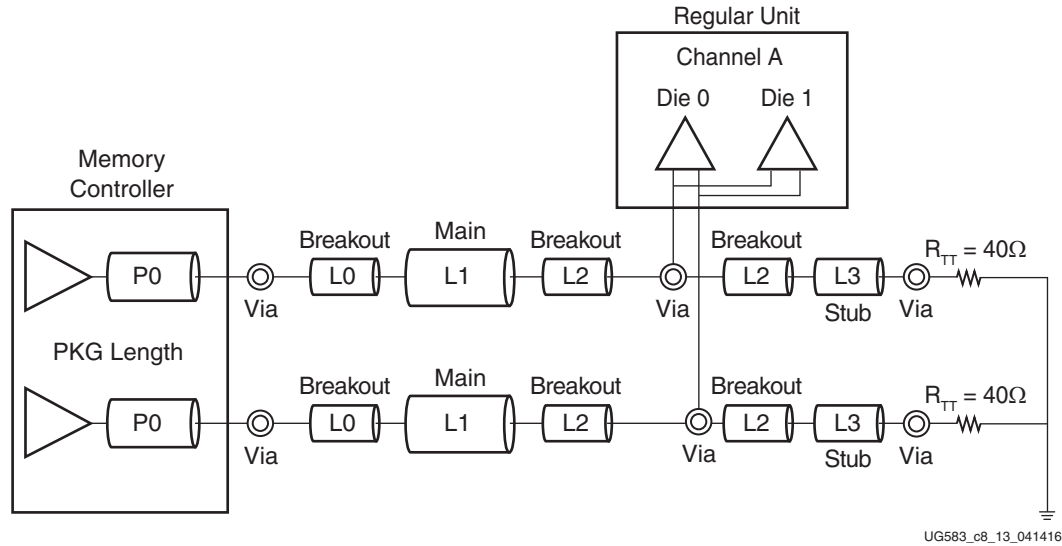 Regular Unit
Channel A
Die 0 Die 1
Memory
Controller
Breakout Main Breakout Breakout R_TT = 40Ω
P0 L0 L1 L2 L2 L3
Via Via Stub Via
PKG Length
Breakout Main Breakout Breakout R_TT = 40Ω
P0 L0 L1 L2 L2 L3
Via Via Stub Via
UG583_c8_13_041416